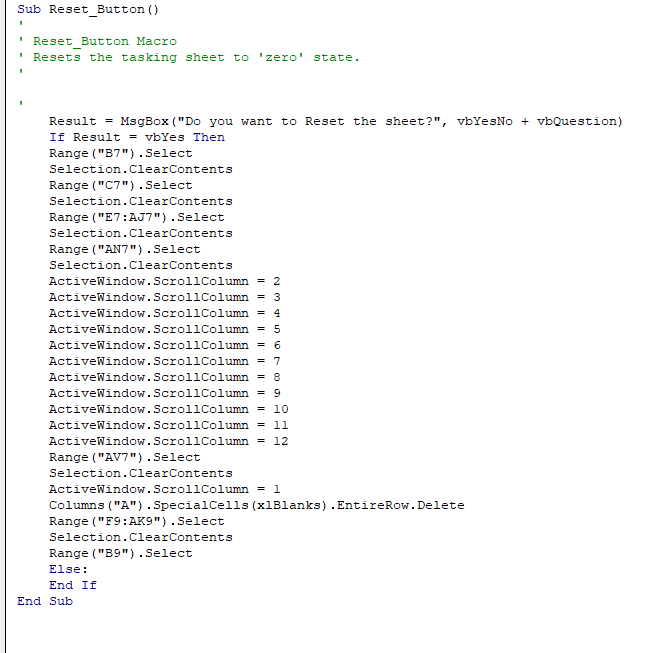 Sub Reset_Button()
'
' Reset_Button Macro
' Resets the tasking sheet to 'zero' state.
'
'
Result = MsgBox("Do you want to Reset the sheet?", vbYesNo + vbQuestion)
If Result = vbYes Then
Range("B7").Select
Selection.ClearContents
Range("C7").Select
Selection.ClearContents
Range("E7:AJ7").Select
Selection.ClearContents
Range("AN7").Select
Selection.ClearContents
ActiveWindow.ScrollColumn = 2
ActiveWindow.ScrollColumn = 3
ActiveWindow.ScrollColumn = 4
ActiveWindow.ScrollColumn = 5
ActiveWindow.ScrollColumn = 6
ActiveWindow.ScrollColumn = 7
ActiveWindow.ScrollColumn = 8
ActiveWindow.ScrollColumn = 9
ActiveWindow.ScrollColumn = 10
ActiveWindow.ScrollColumn = 11
ActiveWindow.ScrollColumn = 12
Range("AV7").Select
Selection.ClearContents
ActiveWindow.ScrollColumn = 1
Columns("A").SpecialCells(xlBlanks).EntireRow.Delete
Range("F9:AK9").Select
Selection.ClearContents
Range("B9").Select
Else:
End If
End Sub